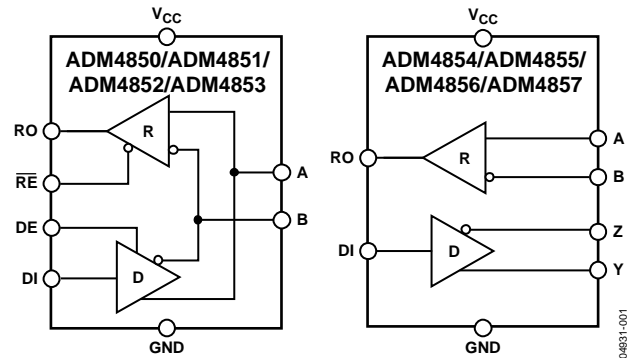 VCC
ADM4850/ADM4851/
ADM4852/ADM4853
RO
R
RE
A
B
DE
DI
D
GND
VCC
ADM4854/ADM4855/
ADM4856/ADM4857
RO
R
A
B
Z
DI
D
Y
GND
04931-001